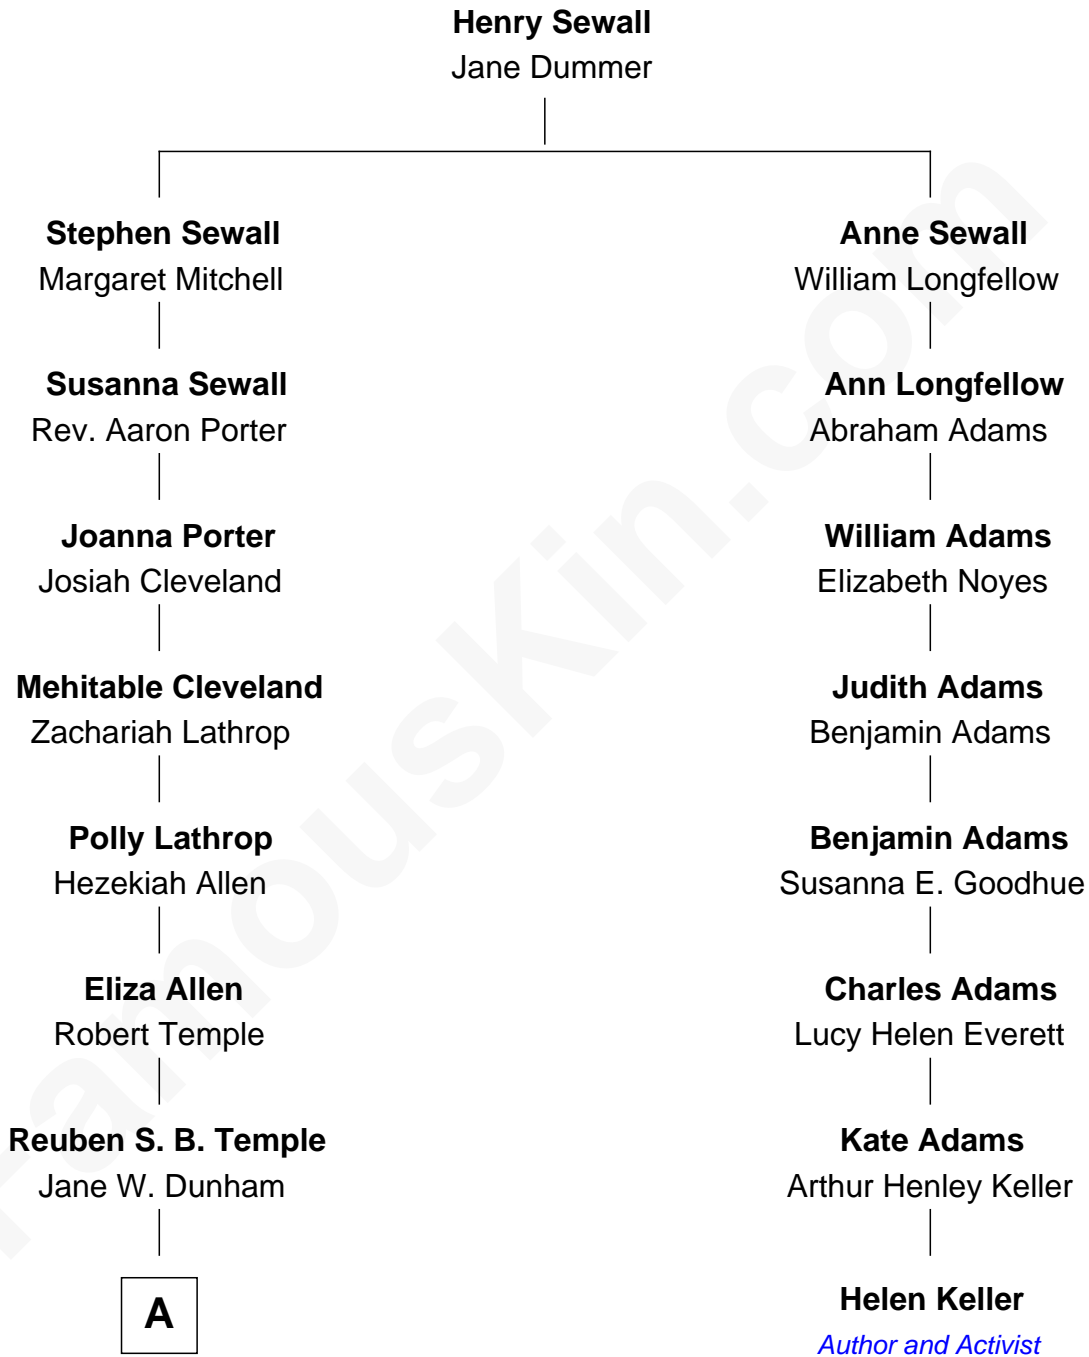 Henry Sewall
Jane Dummer
Stephen Sewall
Margaret Mitchell
Anne Sewall
William Longfellow
Susanna Sewall
Rev. Aaron Porter
Ann Longfellow
Abraham Adams
Joanna Porter
Josiah Cleveland
William Adams
Elizabeth Noyes
Mehitable Cleveland
Zachariah Lathrop
Judith Adams
Benjamin Adams
Polly Lathrop
Hezekiah Allen
Benjamin Adams
Susanna E. Goodhue
Eliza Allen
Robert Temple
Charles Adams
Lucy Helen Everett
Reuben S. B. Temple
Jane W. Dunham
Kate Adams
Arthur Henley Keller
A
Helen Keller
Author and Activist
FamousKin.com